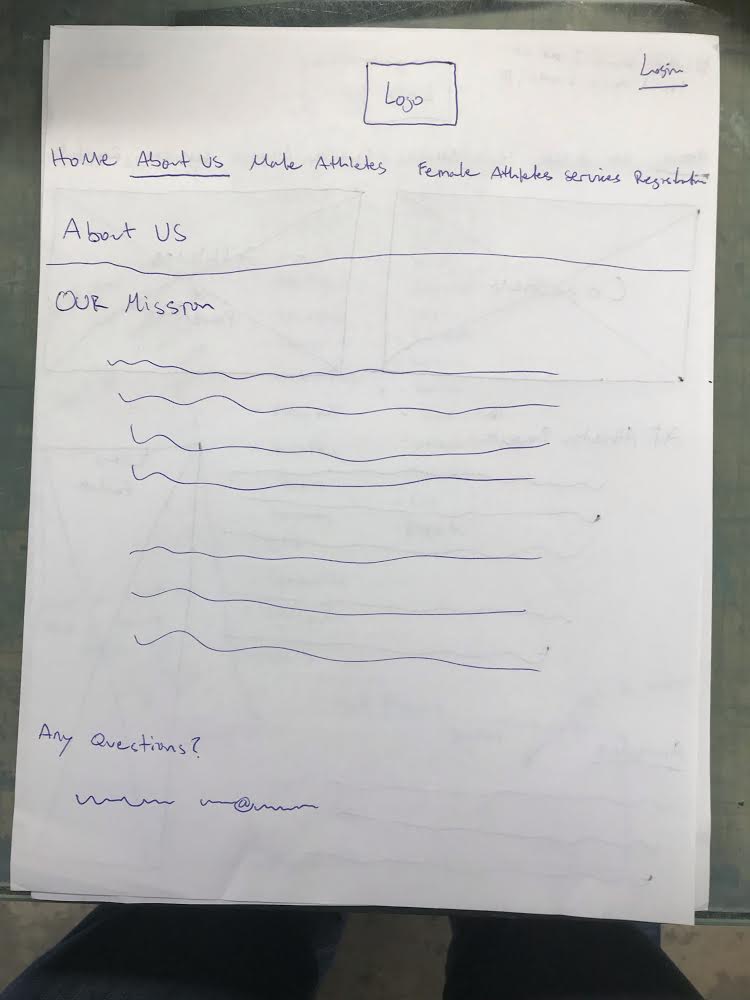 Login
Logo
HoMe About US Male Athletes Female Athletes Services Registration
About US
OUR Mission
Any Questions?
@